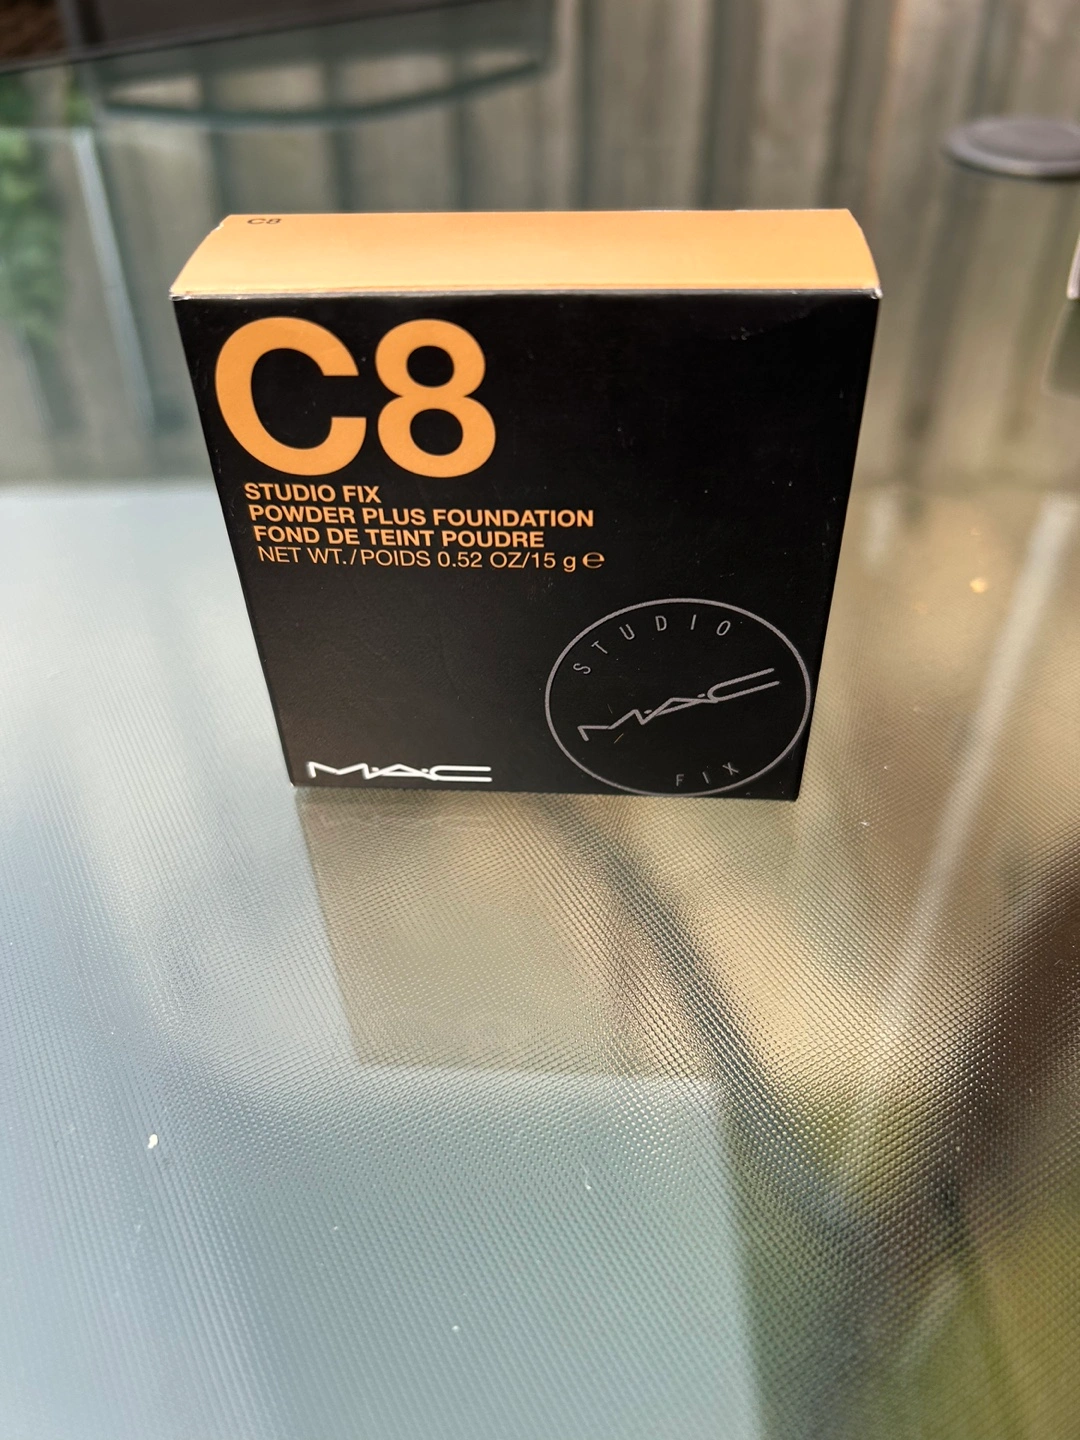 C8
C8
STUDIO FIX
POWDER PLUS FOUNDATION
FOND DE TEINT POUDRE
NET WT./POIDS 0.52 OZ/15 g ℮
STUDIO
M·A·C
FIX
M·A·C